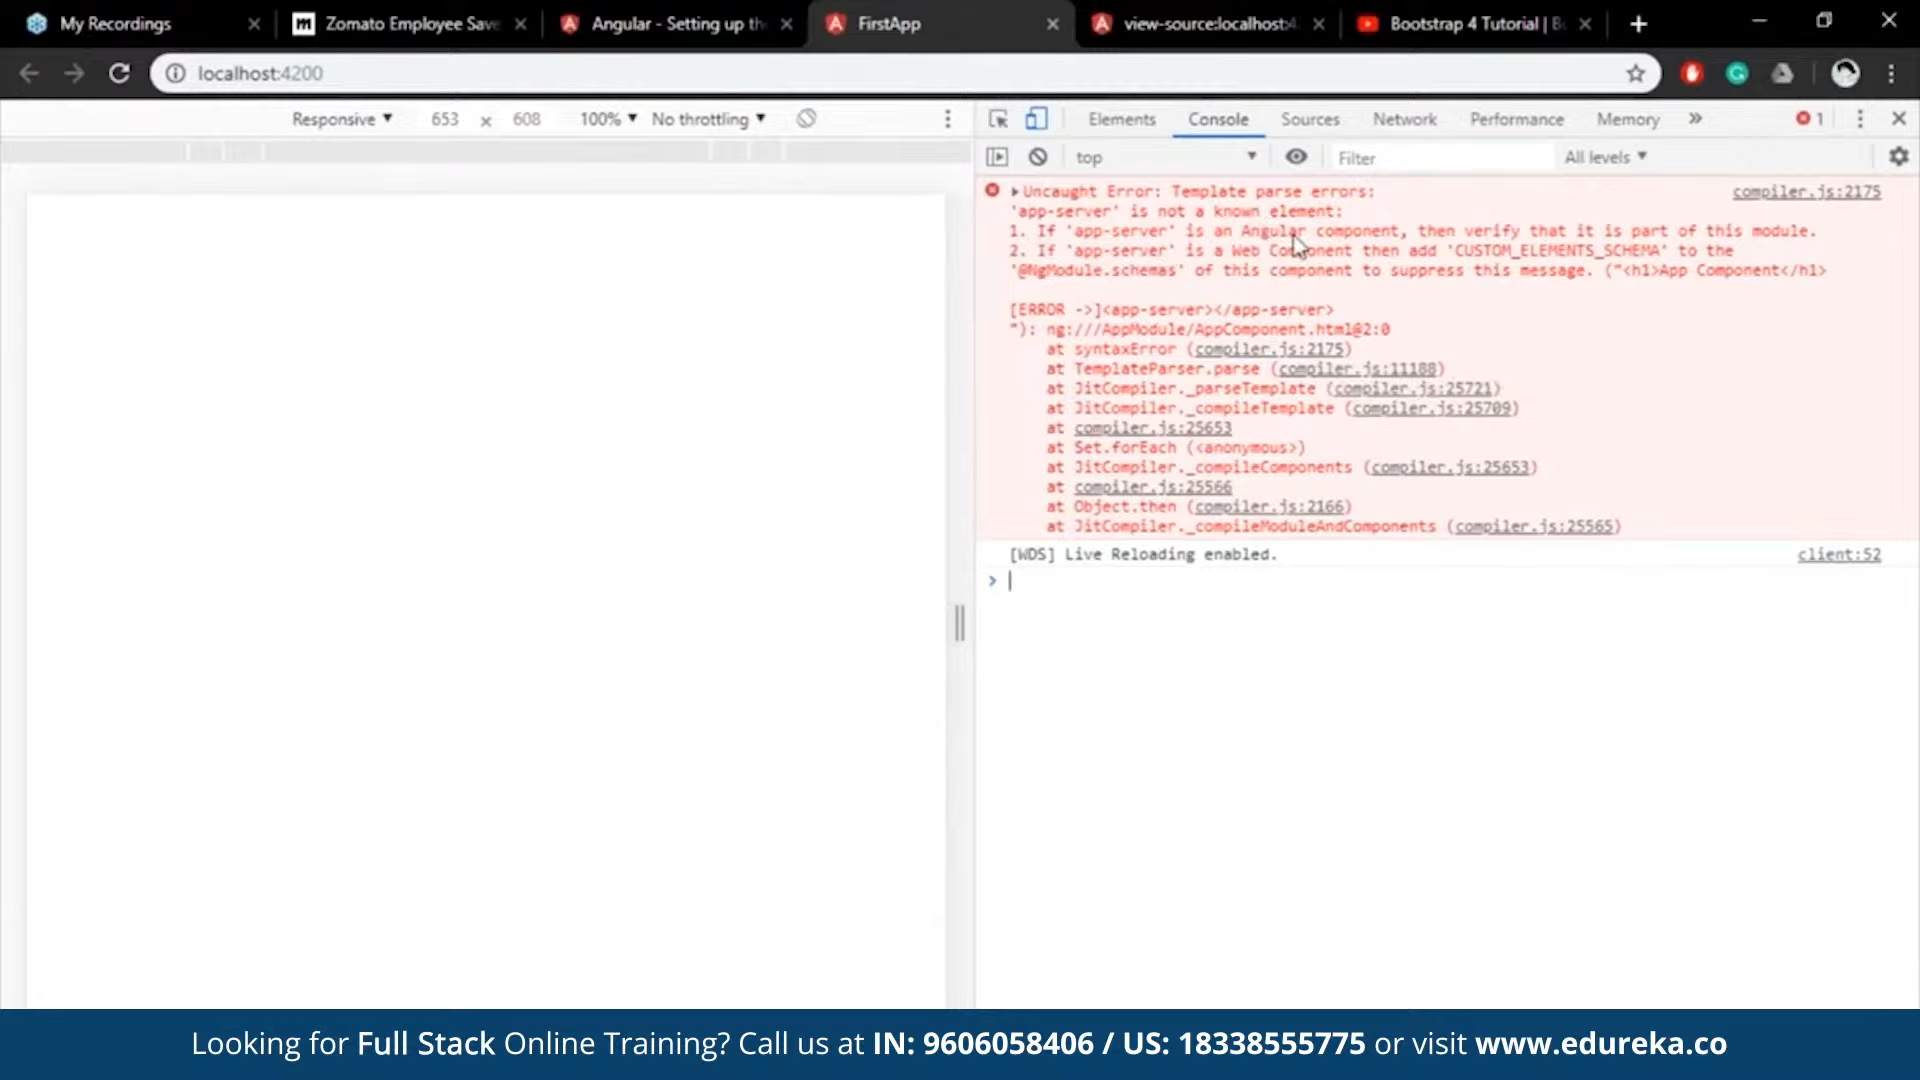 My Recordings
Zomato Employee Save
Angular - Setting up th
FirstApp
view-source:localhost:4
Bootstrap 4 Tutorial | B
localhost:4200
Responsive 653 x 608 100% No throttling
Elements Console Sources Network Performance Memory » 1
top Filter All levels
Uncaught Error: Template parse errors: compiler.js:2175
'app-server' is not a known element:
1. If 'app-server' is an Angular component, then verify that it is part of this module.
2. If 'app-server' is a Web Component then add 'CUSTOM_ELEMENTS_SCHEMA' to the
'@NgModule.schemas' of this component to suppress this message. ("<h1>App Component</h1>
[ERROR ->]<app-server></app-server>
"): ng:///AppModule/AppComponent.html@2:0
at syntaxError (compiler.js:2175)
at TemplateParser.parse (compiler.js:11188)
at JitCompiler._parseTemplate (compiler.js:25721)
at JitCompiler._compileTemplate (compiler.js:25709)
at compiler.js:25653
at Set.forEach (<anonymous>)
at JitCompiler._compileComponents (compiler.js:25653)
at compiler.js:25566
at Object.then (compiler.js:2166)
at JitCompiler._compileModuleAndComponents (compiler.js:25565)
[WDS] Live Reloading enabled. client:52
Looking for Full Stack Online Training? Call us at IN: 9606058406 / US: 18338555775 or visit www.edureka.co